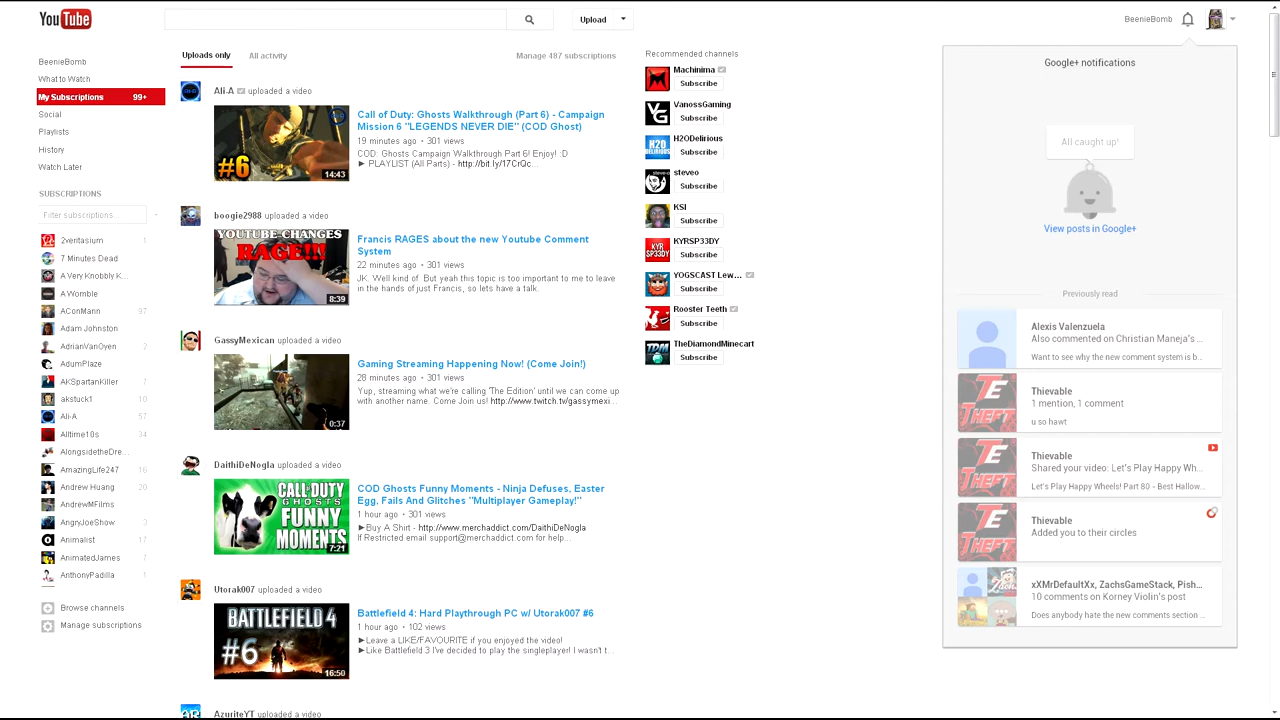 YouTube
Upload
BeenieBomb
BeenieBomb
What to Watch
My Subscriptions 99+
Social
Playlists
History
Watch Later
SUBSCRIPTIONS
Filter subscriptions...
2veritasium 1
7 Minutes Dead
A Very Knobbly K...
A Womble
AConMann 97
Adam Johnston
AdrianVanOyen 2
AdumPlaze
AKSpartanKiller 7
akstuck1 10
Ali-A 57
Alltime10s 34
AlongsidetheDre...
AmazingLife247 16
Andrew Huang 20
AndrewMFilms
AngryJoeShow 3
Animalist 17
AnimatedJames 7
AnthonyPadilla 1
Browse channels
Manage subscriptions
Uploads only All activity Manage 487 subscriptions
Ali-A uploaded a video
#6
14:43
Call of Duty: Ghosts Walkthrough (Part 6) - Campaign
Mission 6 "LEGENDS NEVER DIE" (COD Ghost)
19 minutes ago • 301 views
COD: Ghosts Campaign Walkthrough Part 6! Enjoy! :D
► PLAYLIST (All Parts) - http://bit.ly/17CrQc...
boogie2988 uploaded a video
YOUTUBE CHANGES
RAGE!!!
8:39
Francis RAGES about the new Youtube Comment
System
22 minutes ago • 301 views
JK. Well kind of. But yeah this topic is too important to me to leave
in the hands of just Francis, so lets have a talk.
GassyMexican uploaded a video
0:37
Gaming Streaming Happening Now! (Come Join!)
28 minutes ago • 301 views
Yup, streaming what we're calling 'The Edition' until we can come up
with another name. Come Join us! http://www.twitch.tv/gassymexi...
DaithiDeNogla uploaded a video
CALL OF DUTY
GHOSTS
FUNNY
MOMENTS
7:21
COD Ghosts Funny Moments - Ninja Defuses, Easter
Egg, Fails And Glitches "Multiplayer Gameplay!"
1 hour ago • 301 views
►Buy A Shirt - http://www.merchaddict.com/DaithiDeNogla
If Restricted email support@merchaddict.com for help...
Utorak007 uploaded a video
BATTLEFIELD 4
#6
16:50
Battlefield 4: Hard Playthrough PC w/ Utorak007 #6
1 hour ago • 102 views
►Leave a LIKE/FAVOURITE if you enjoyed the video!
►Like Battlefield 3 I've decided to play the singleplayer! I wasn't t...
AzuriteYT uploaded a video
Recommended channels
Machinima
Subscribe
VanossGaming
Subscribe
H2ODelirious
Subscribe
steveo
Subscribe
KSI
Subscribe
KYRSP33DY
Subscribe
YOGSCAST Lew...
Subscribe
Rooster Teeth
Subscribe
TheDiamondMinecart
Subscribe
Google+ notifications
All caught up!
View posts in Google+
Previously read
Alexis Valenzuela
Also commented on Christian Maneja's ...
Want to see why the new comment system is b...
Thievable
1 mention, 1 comment
u so hawt
Thievable
Shared your video: Let's Play Happy Wh...
Let's Play Happy Wheels! Part 80 - Best Hallow...
Thievable
Added you to their circles
xXMrDefaultXx, ZachsGameStack, Pish...
10 comments on Korney Violin's post
Does anybody hate the new comments section ...